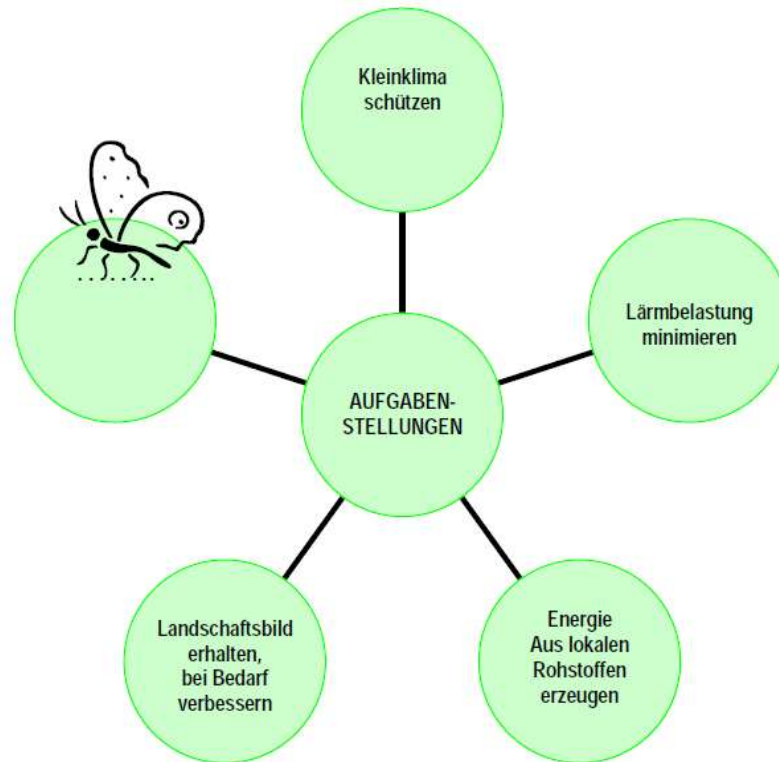 Kleinklima
schützen
Lärmbelastung
minimieren
AUFGABEN-
STELLUNGEN
Landschaftsbild
erhalten,
bei Bedarf
verbessern
Energie
Aus lokalen
Rohstoffen
erzeugen